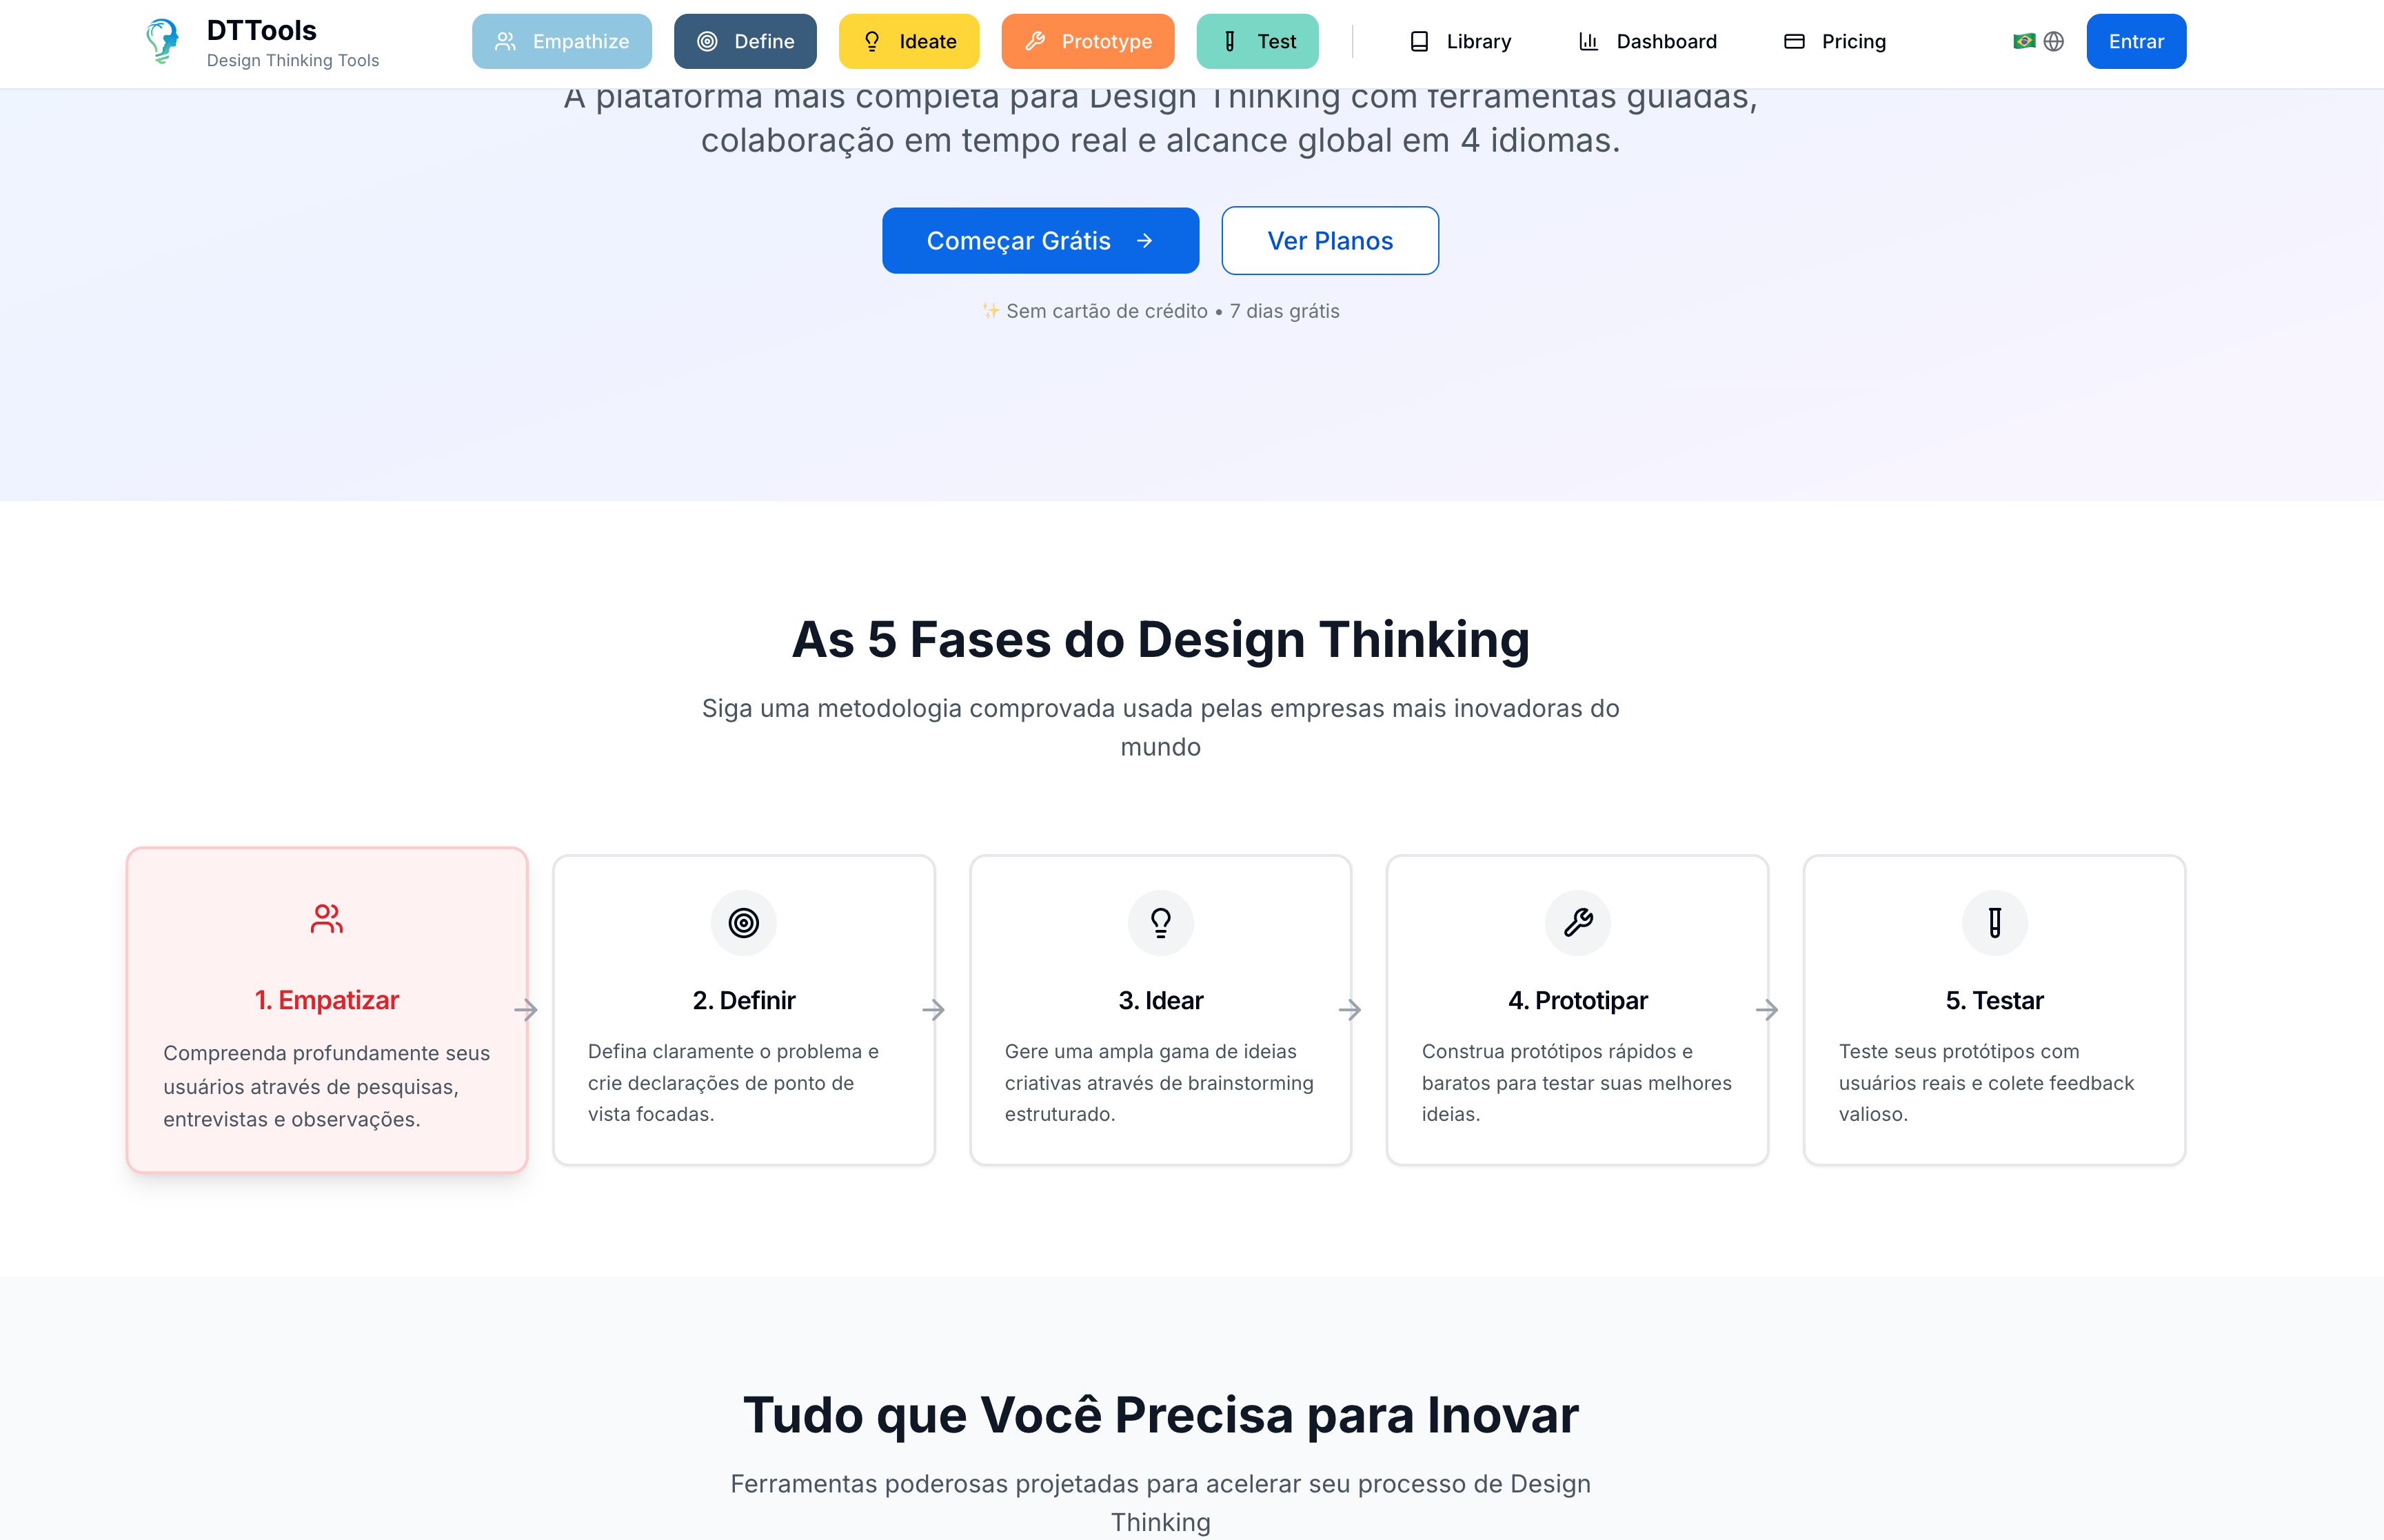 DTTools
Design Thinking Tools
Empathize
Define
Ideate
Prototype
Test
Library
Dashboard
Pricing
Entrar
A plataforma mais completa para Design Thinking com ferramentas guiadas,
colaboração em tempo real e alcance global em 4 idiomas.
Começar Grátis
Ver Planos
✨ Sem cartão de crédito • 7 dias grátis
As 5 Fases do Design Thinking
Siga uma metodologia comprovada usada pelas empresas mais inovadoras do
mundo
1. Empatizar
Compreenda profundamente seus
usuários através de pesquisas,
entrevistas e observações.
2. Definir
Defina claramente o problema e
crie declarações de ponto de
vista focadas.
3. Idear
Gere uma ampla gama de ideias
criativas através de brainstorming
estruturado.
4. Prototipar
Construa protótipos rápidos e
baratos para testar suas melhores
ideias.
5. Testar
Teste seus protótipos com
usuários reais e colete feedback
valioso.
Tudo que Você Precisa para Inovar
Ferramentas poderosas projetadas para acelerar seu processo de Design
Thinking